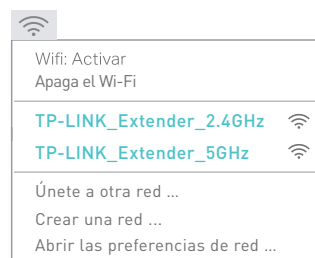 Wifi: Activar
Apaga el Wi-Fi
TP-LINK_Extender_2.4GHz
TP-LINK_Extender_5GHz
Únete a otra red ...
Crear una red ...
Abrir las preferencias de red ...